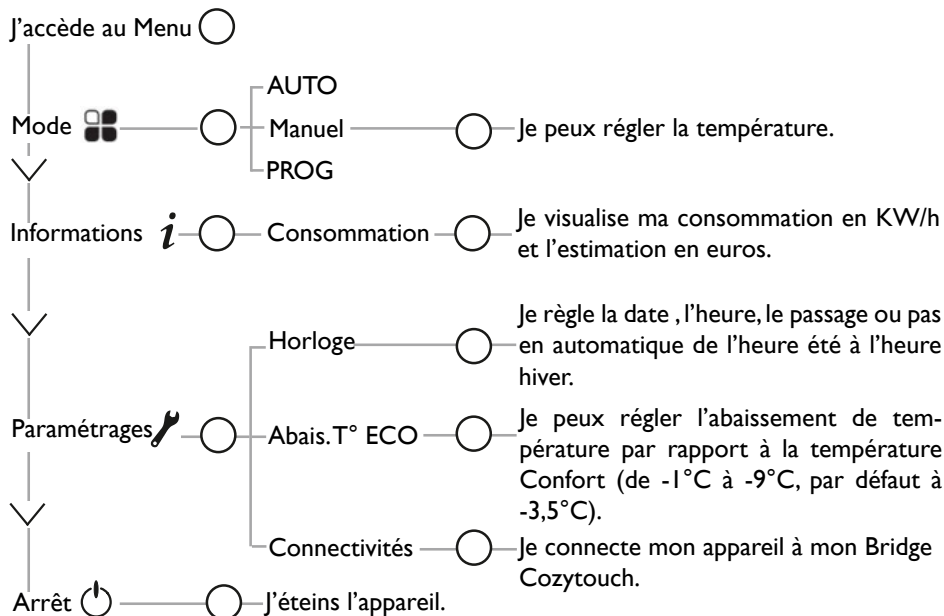 J'accède au Menu
Mode
AUTO
Manuel
Je peux régler la température.
PROG
Informations i
Consommation
Je visualise ma consommation en KW/h
et l'estimation en euros.
Paramétrages
Horloge
Je règle la date , l'heure, le passage ou pas
en automatique de l'heure été à l'heure
hiver.
Abais.T° ECO
Je peux régler l'abaissement de tem-
pérature par rapport à la température
Confort (de -1°C à -9°C, par défaut à
-3,5°C).
Connectivités
Je connecte mon appareil à mon Bridge
Cozytouch.
Arrêt
J'éteins l'appareil.